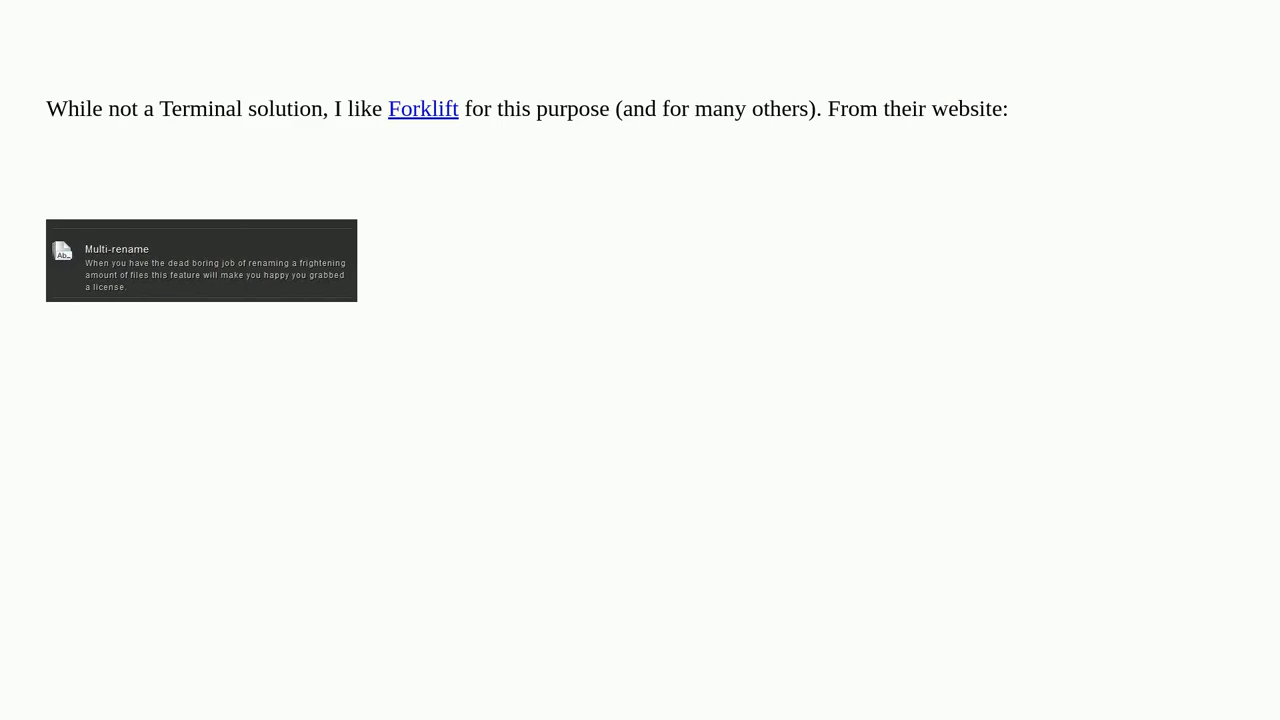 While not a Terminal solution, I like Forklift for this purpose (and for many others). From their website:
Multi-rename
When you have the dead boring job of renaming a frightening
amount of files this feature will make you happy you grabbed
a license.
Ab